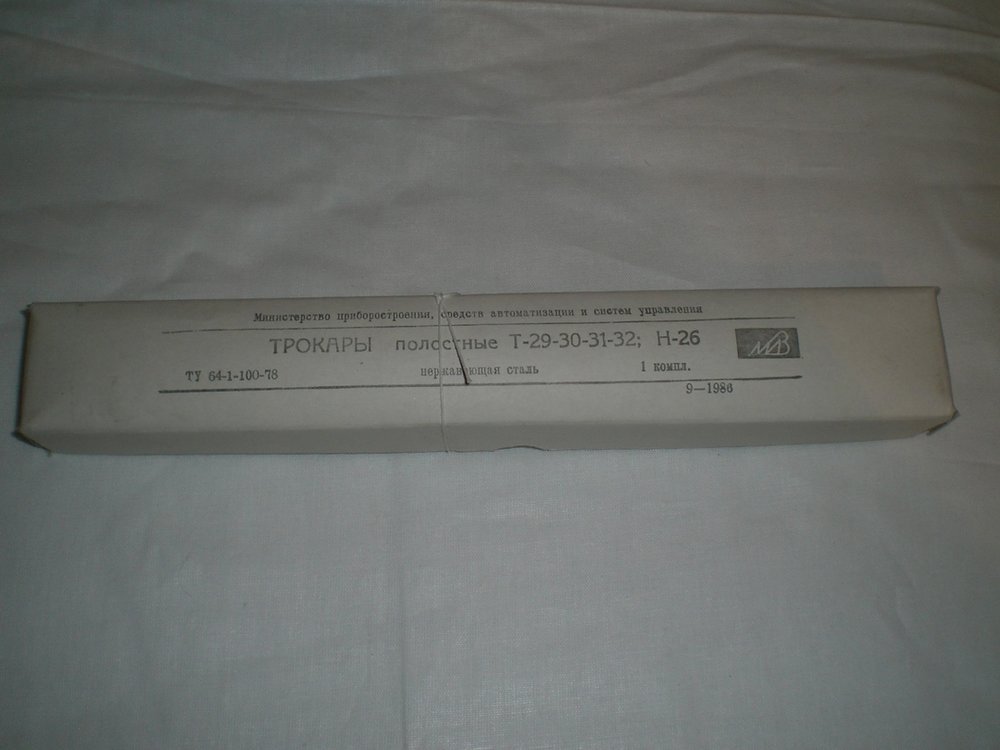 Министерство приборостроения, средств автоматизации и систем управления
ТРОКАРЫ полостные Т-29-30-31-32; Н-26
ТУ 64-1-100-78 нержавеющая сталь 1 компл.
9—1986